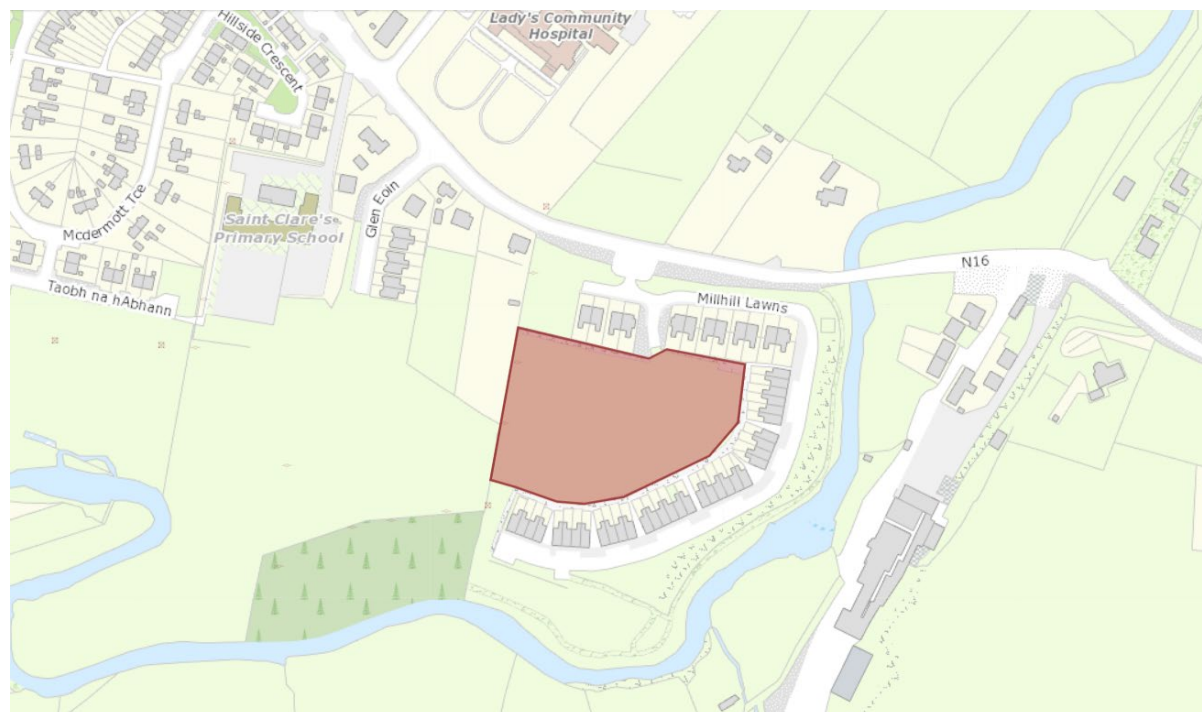 Lady's Community
Hospital
Hillside Crescent
Glen Eoin
Mcdermott Tce
Saint Clare's
Primary School
Taobh na hAbhann
N16
Millhill Lawns